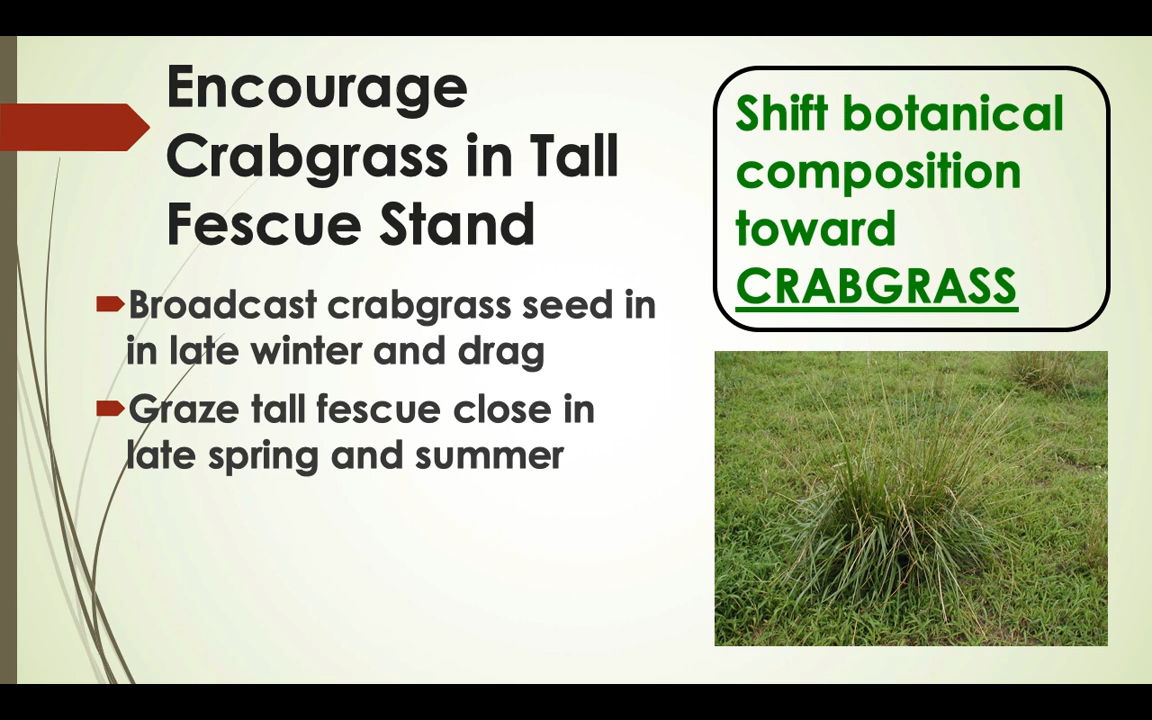 Encourage
Crabgrass in Tall
Fescue Stand
Broadcast crabgrass seed in
in late winter and drag
Graze tall fescue close in
late spring and summer
Shift botanical
composition
toward
CRABGRASS